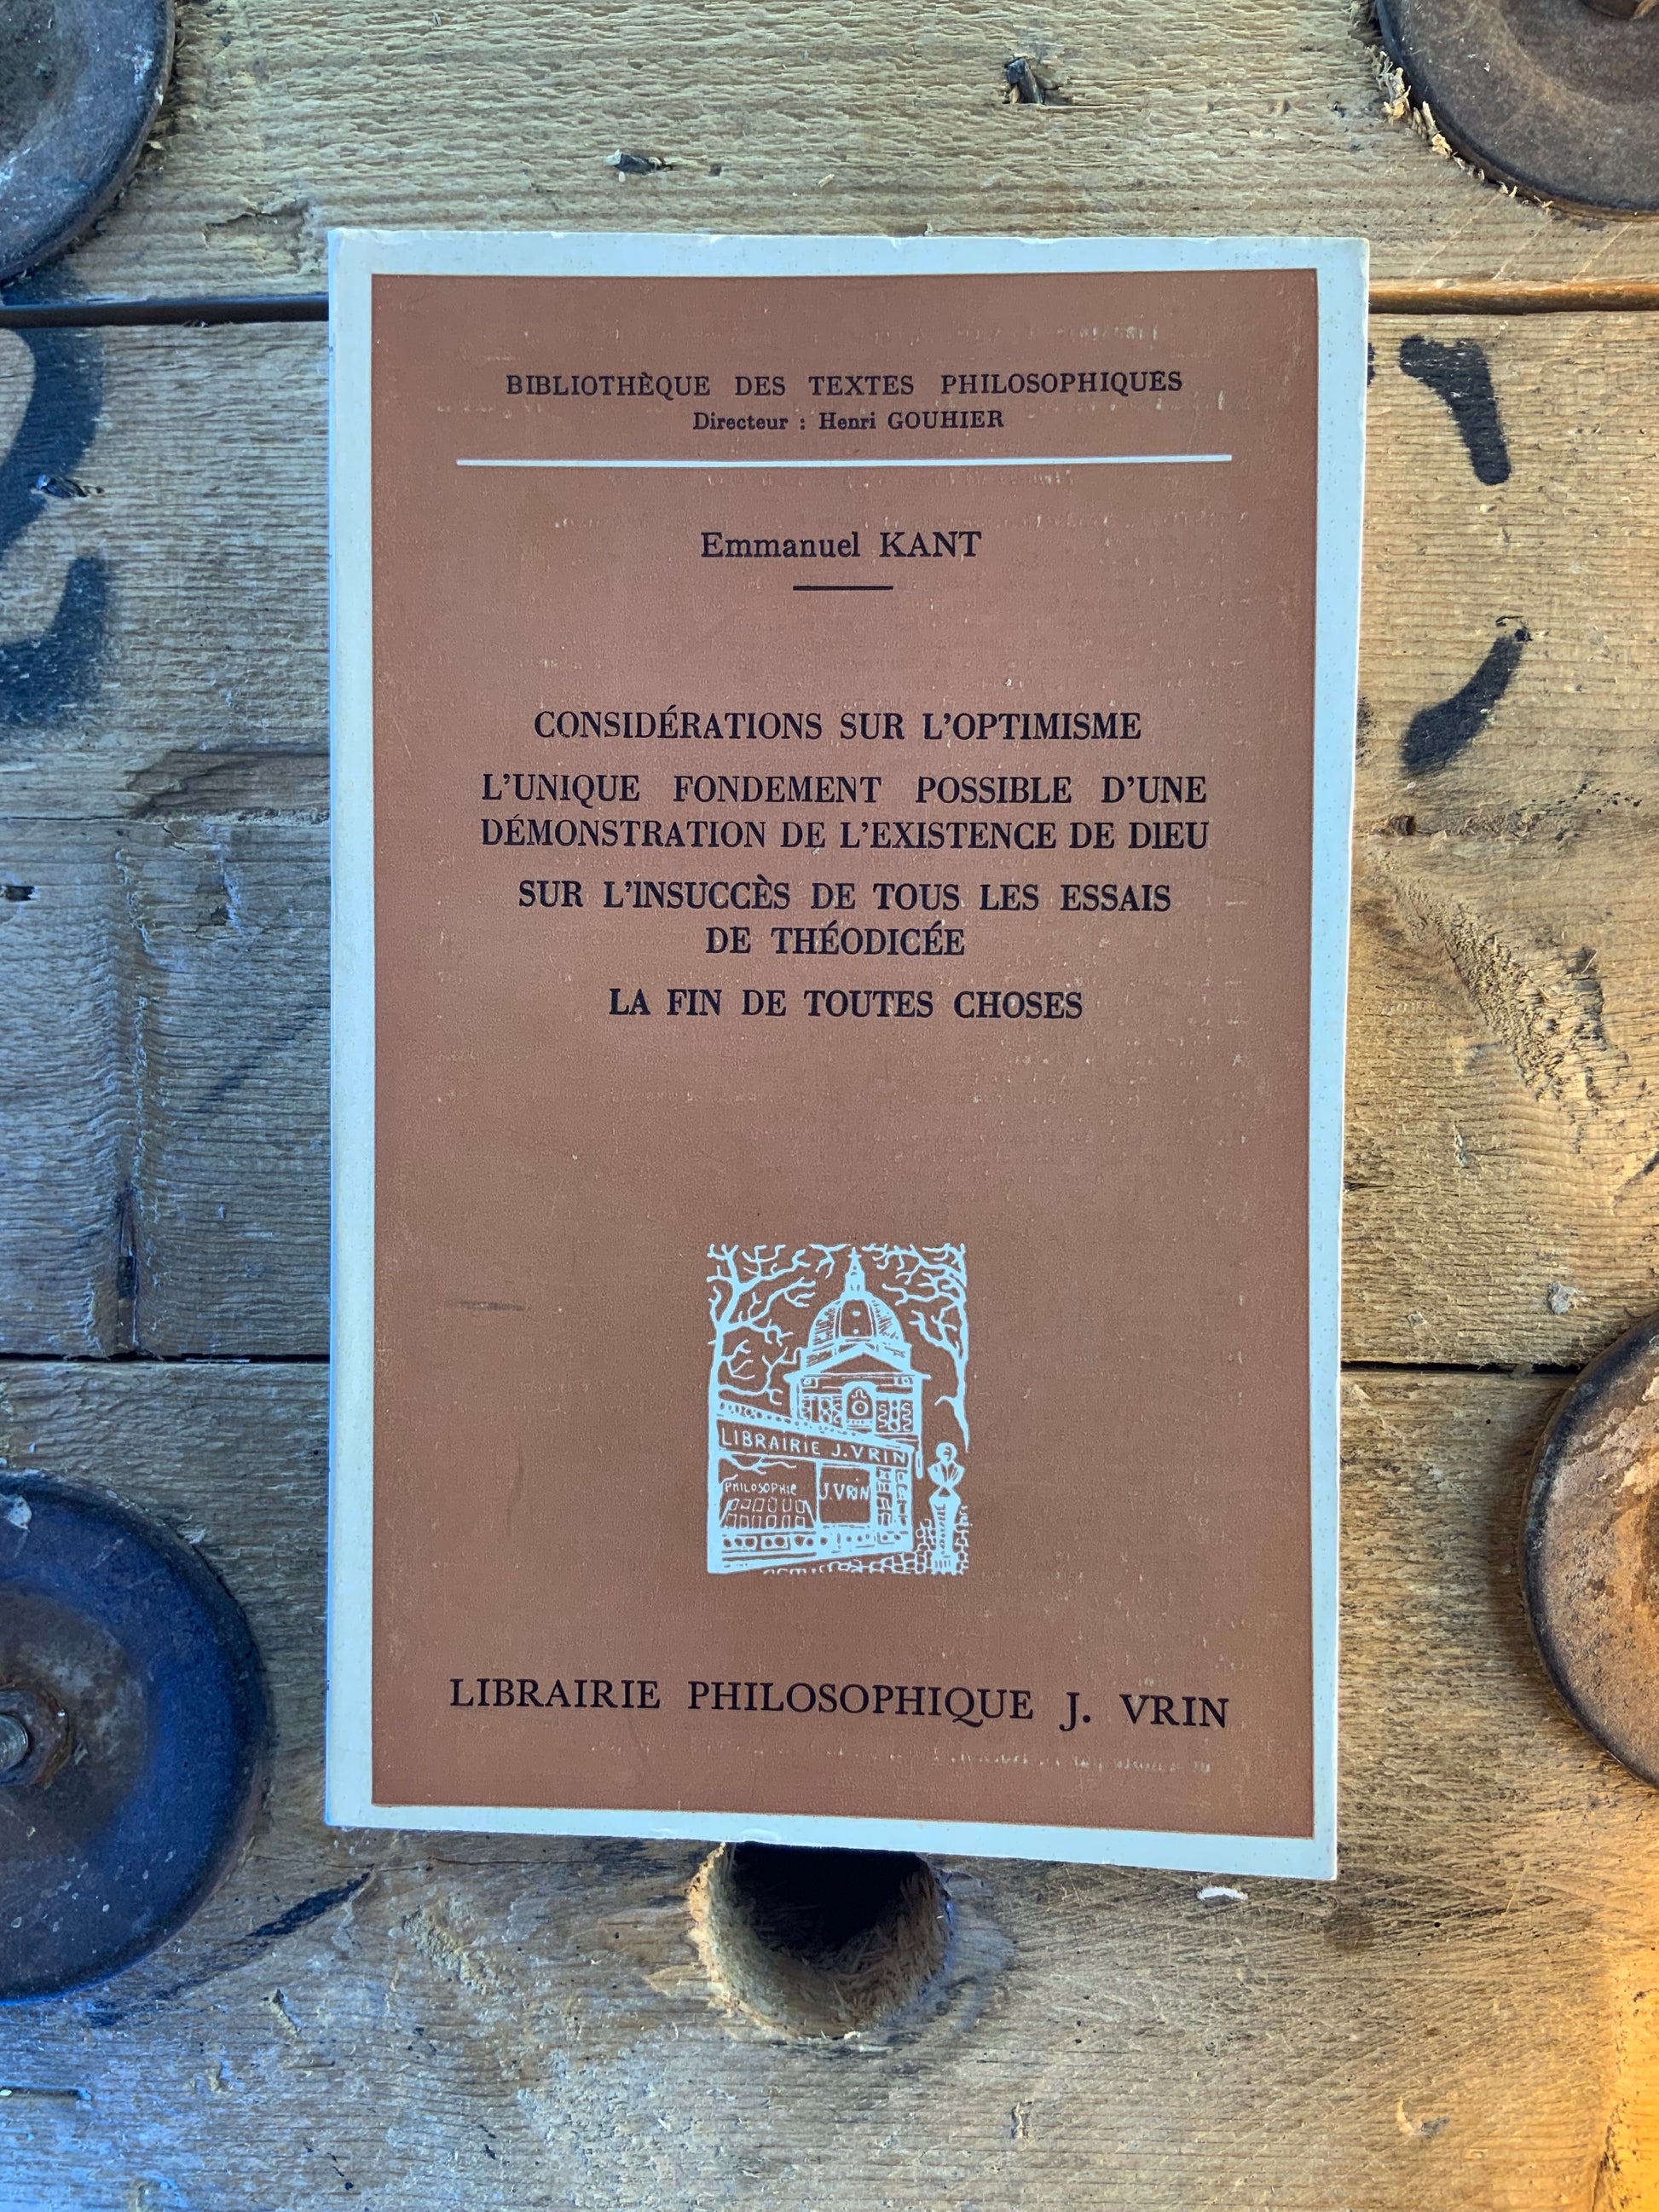 BIBLIOTHÈQUE DES TEXTES PHILOSOPHIQUES
Directeur : Henri GOUHIER
Emmanuel KANT
CONSIDÉRATIONS SUR L'OPTIMISME
L'UNIQUE FONDEMENT POSSIBLE D'UNE
DÉMONSTRATION DE L'EXISTENCE DE DIEU
SUR L'INSUCCÈS DE TOUS LES ESSAIS
DE THÉODICÉE
LA FIN DE TOUTES CHOSES
LIBRAIRIE J. VRIN
PHILOSOPHIE
J. VRIN
LIBRAIRIE PHILOSOPHIQUE J. VRIN